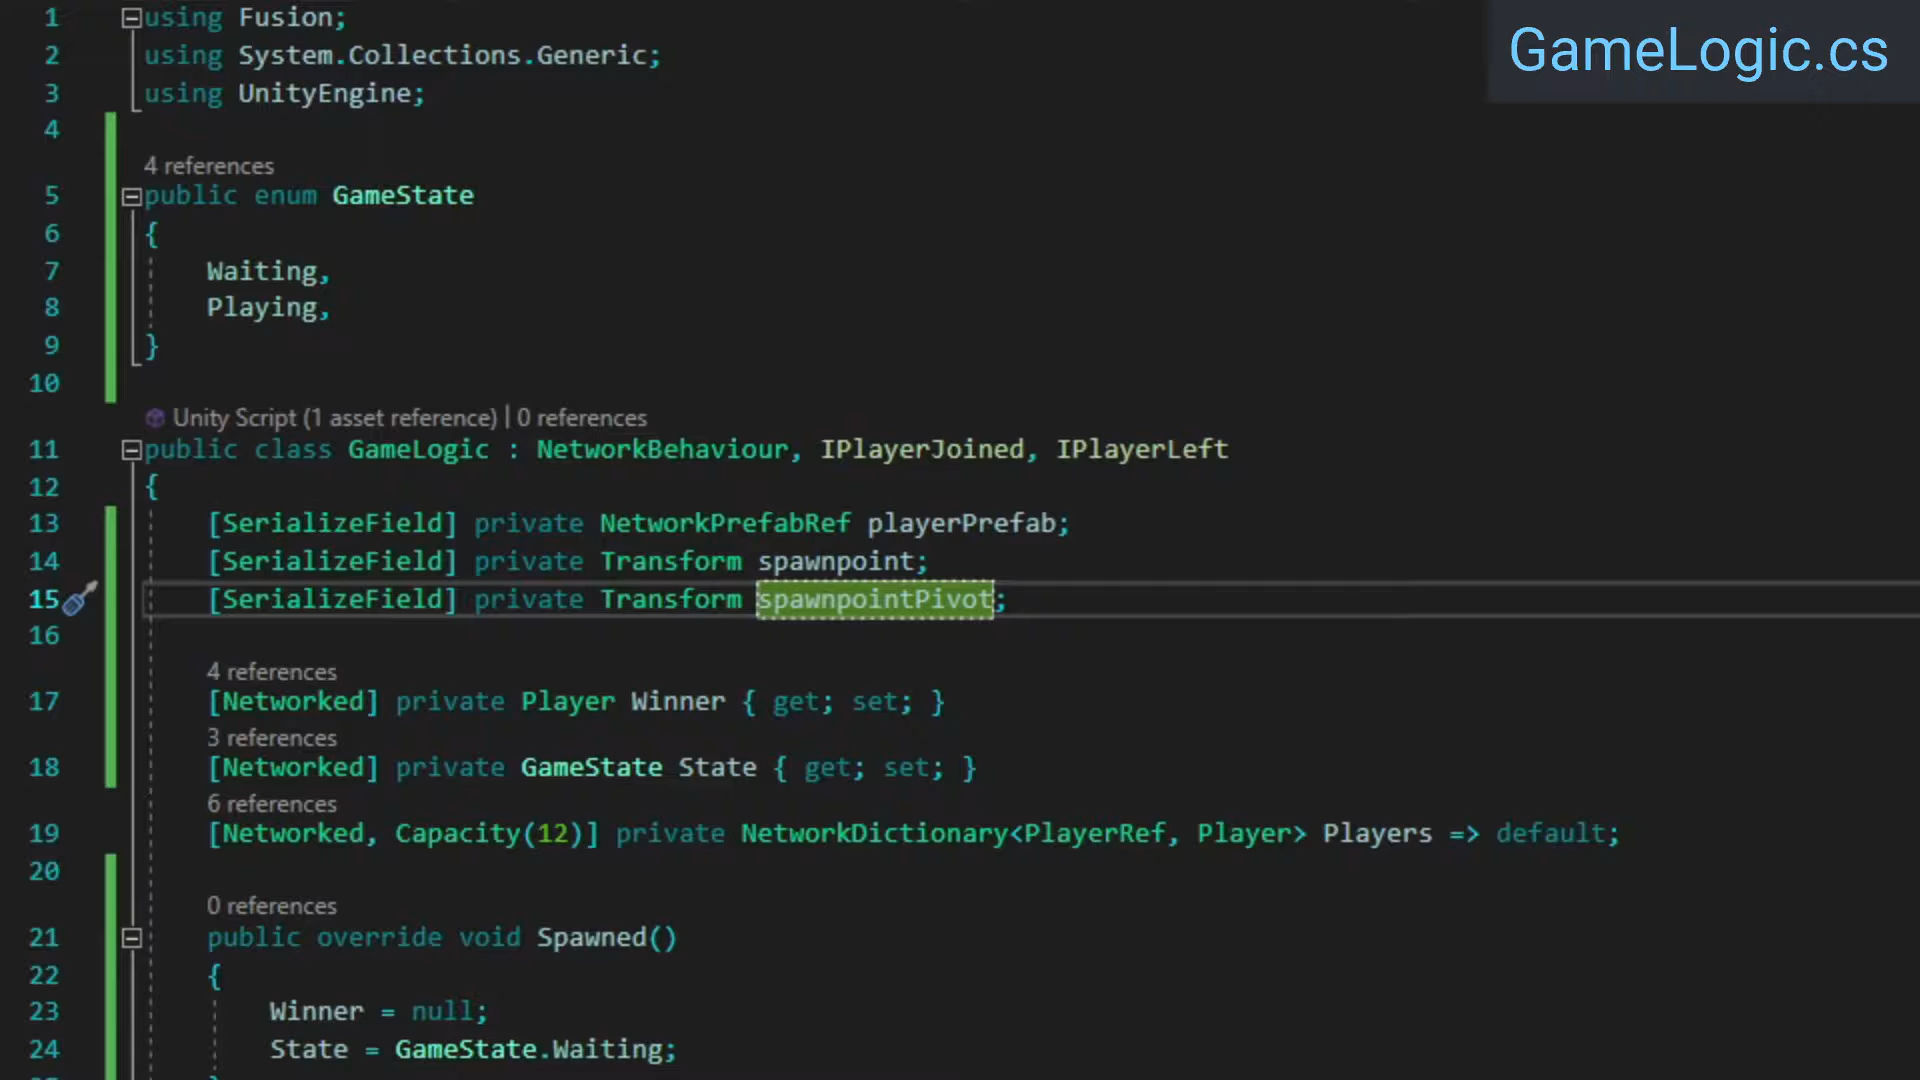 GameLogic.cs
1 using Fusion;
2 using System.Collections.Generic;
3 using UnityEngine;
4
4 references
5 public enum GameState
6 {
7 Waiting,
8 Playing,
9 }
10
Unity Script (1 asset reference) | 0 references
11 public class GameLogic : NetworkBehaviour, IPlayerJoined, IPlayerLeft
12 {
13 [SerializeField] private NetworkPrefabRef playerPrefab;
14 [SerializeField] private Transform spawnpoint;
15 [SerializeField] private Transform spawnpointPivot;
16
4 references
17 [Networked] private Player Winner { get; set; }
3 references
18 [Networked] private GameState State { get; set; }
6 references
19 [Networked, Capacity(12)] private NetworkDictionary<PlayerRef, Player> Players => default;
20
0 references
21 public override void Spawned()
22 {
23 Winner = null;
24 State = GameState.Waiting;